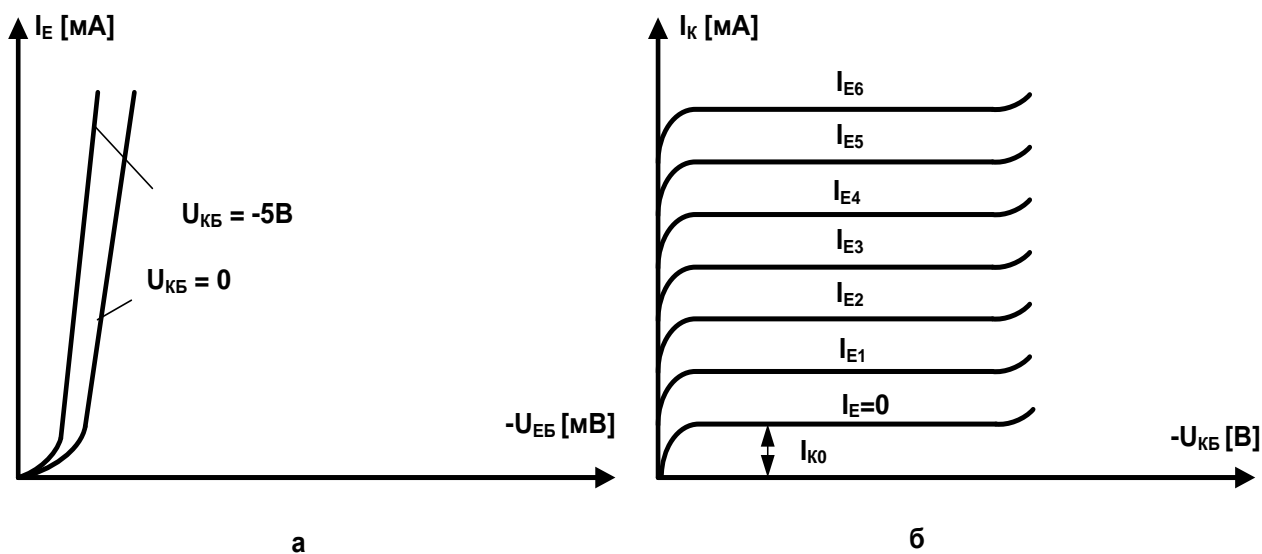 I_E [мА]
U_КБ = -5В
U_КБ = 0
-U_ЕБ [мВ]
а
I_К [мА]
I_E6
I_E5
I_E4
I_E3
I_E2
I_E1
I_E=0
I_К0
-U_КБ [В]
б